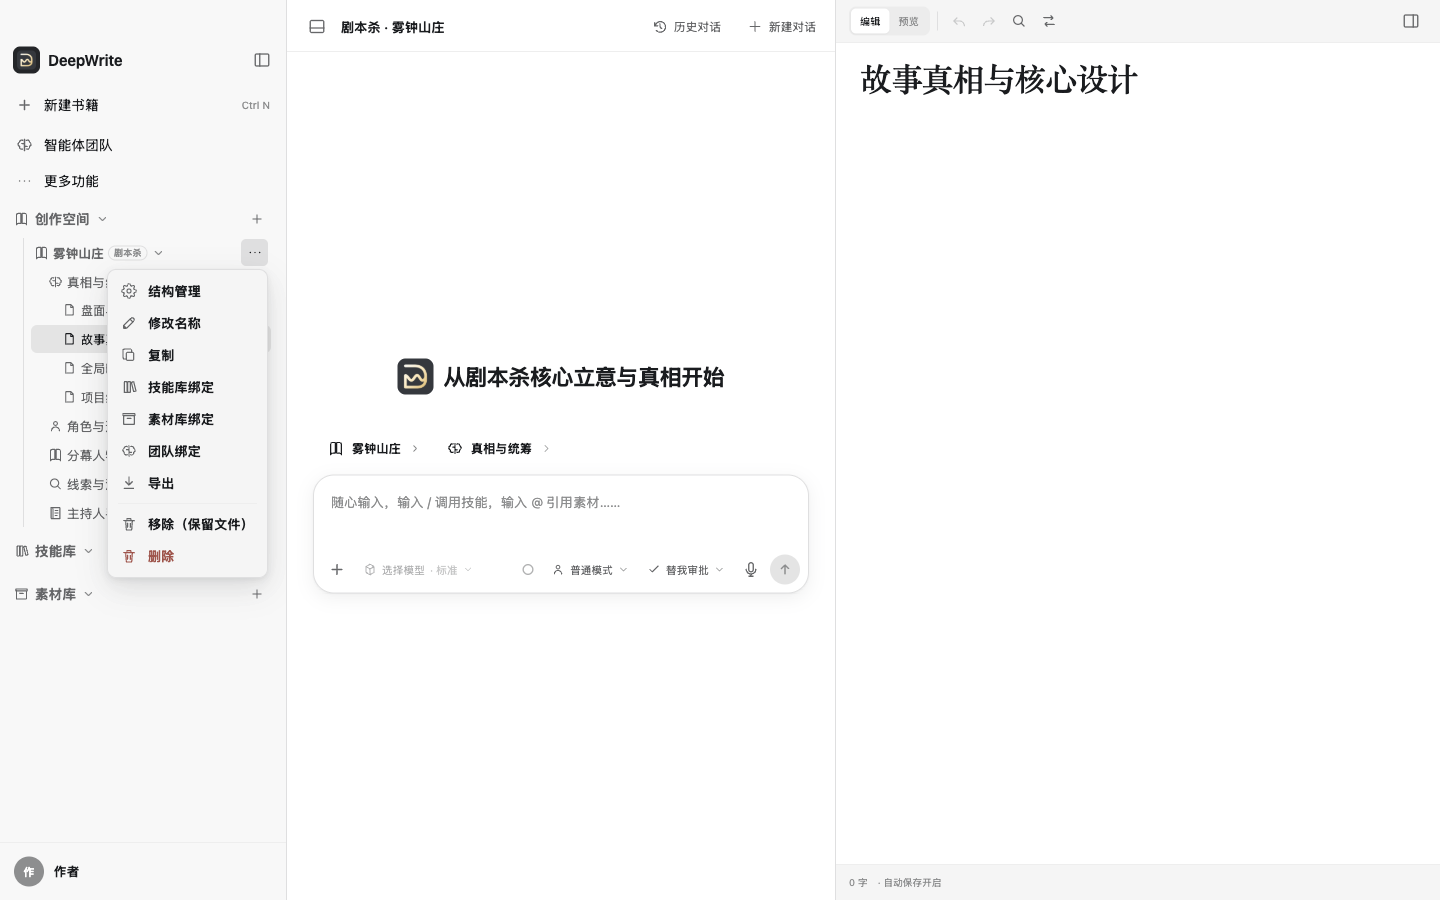 DeepWrite
新建书籍 Ctrl N
智能体团队
更多功能
创作空间
雾钟山庄 剧本杀
真相与
盘面
故事
全局
项目
角色与
分幕人
线索与
主持人
结构管理
修改名称
复制
技能库绑定
素材库绑定
团队绑定
导出
移除（保留文件）
删除
技能库
素材库
作 作者
剧本杀 · 雾钟山庄
历史对话
新建对话
从剧本杀核心立意与真相开始
雾钟山庄
真相与统筹
随心输入，输入 / 调用技能，输入 @ 引用素材......
选择模型 · 标准
普通模式
替我审批
编辑 预览
故事真相与核心设计
0 字 · 自动保存开启